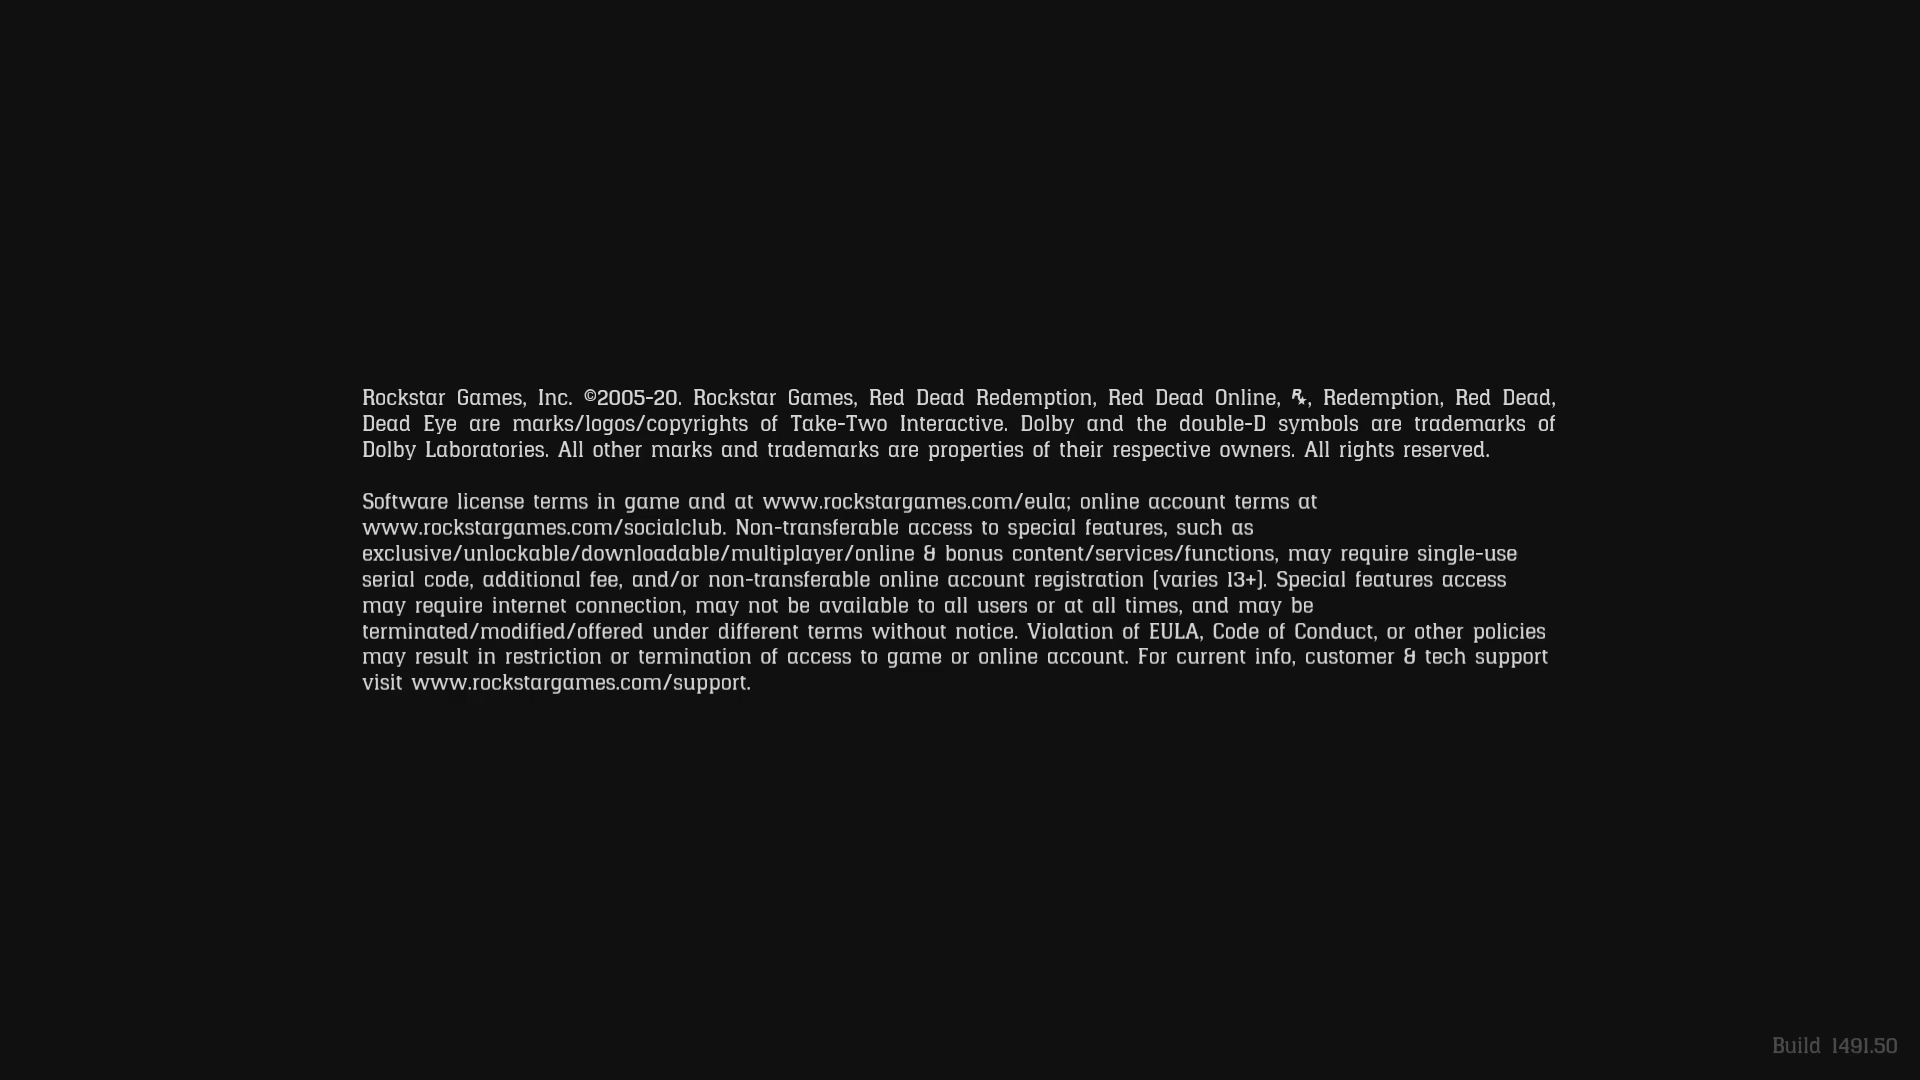 Rockstar Games, Inc. ©2005-20. Rockstar Games, Red Dead Redemption, Red Dead Online, R★, Redemption, Red Dead,
Dead Eye are marks/logos/copyrights of Take-Two Interactive. Dolby and the double-D symbols are trademarks of
Dolby Laboratories. All other marks and trademarks are properties of their respective owners. All rights reserved.
Software license terms in game and at www.rockstargames.com/eula; online account terms at
www.rockstargames.com/socialclub. Non-transferable access to special features, such as
exclusive/unlockable/downloadable/multiplayer/online & bonus content/services/functions, may require single-use
serial code, additional fee, and/or non-transferable online account registration (varies 13+). Special features access
may require internet connection, may not be available to all users or at all times, and may be
terminated/modified/offered under different terms without notice. Violation of EULA, Code of Conduct, or other policies
may result in restriction or termination of access to game or online account. For current info, customer & tech support
visit www.rockstargames.com/support.
Build 1491.50